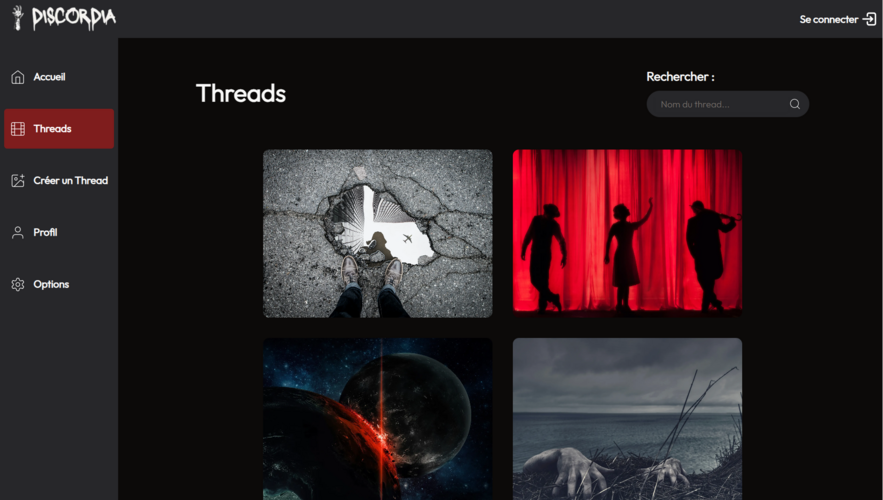 DISCORDIA
Se connecter
Accueil
Threads
Créer un Thread
Profil
Options
Threads
Rechercher :
Nom du thread...